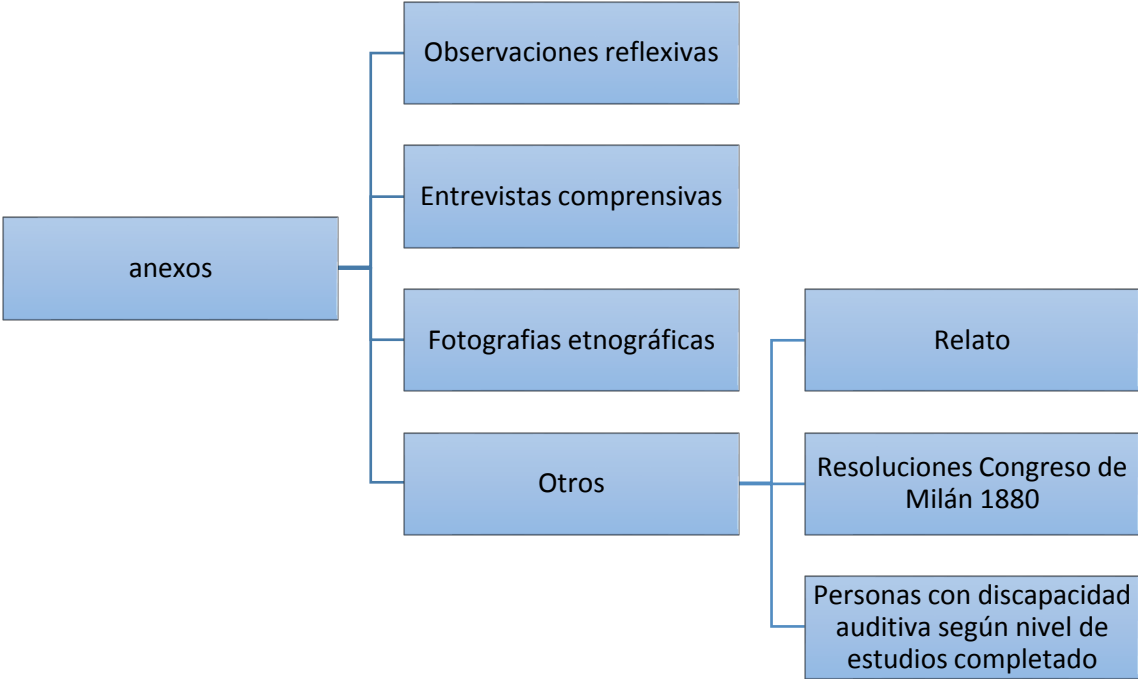 Observaciones reflexivas
Entrevistas comprensivas
anexos
Fotografias etnográficas
Relato
Otros
Resoluciones Congreso de
Milán 1880
Personas con discapacidad
auditiva según nivel de
estudios completado